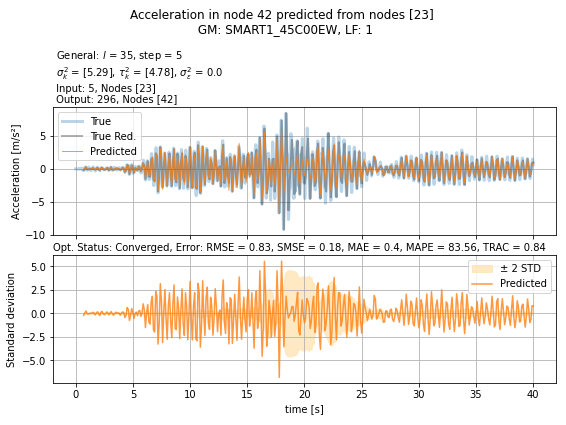 Acceleration in node 42 predicted from nodes [23]
GM: SMART1_45C00EW, LF: 1
General: l = 35, step = 5
σ²ₖ = [5.29], τ²ₖ = [4.78], σ²ε = 0.0
Input: 5, Nodes [23]
Output: 296, Nodes [42]
True
True Red.
Predicted
Acceleration [m/s²]
5
0
−5
−10
Opt. Status: Converged, Error: RMSE = 0.83, SMSE = 0.18, MAE = 0.4, MAPE = 83.56, TRAC = 0.84
± 2 STD
Predicted
Standard deviation
5.0
2.5
0.0
−2.5
−5.0
0 5 10 15 20 25 30 35 40
time [s]